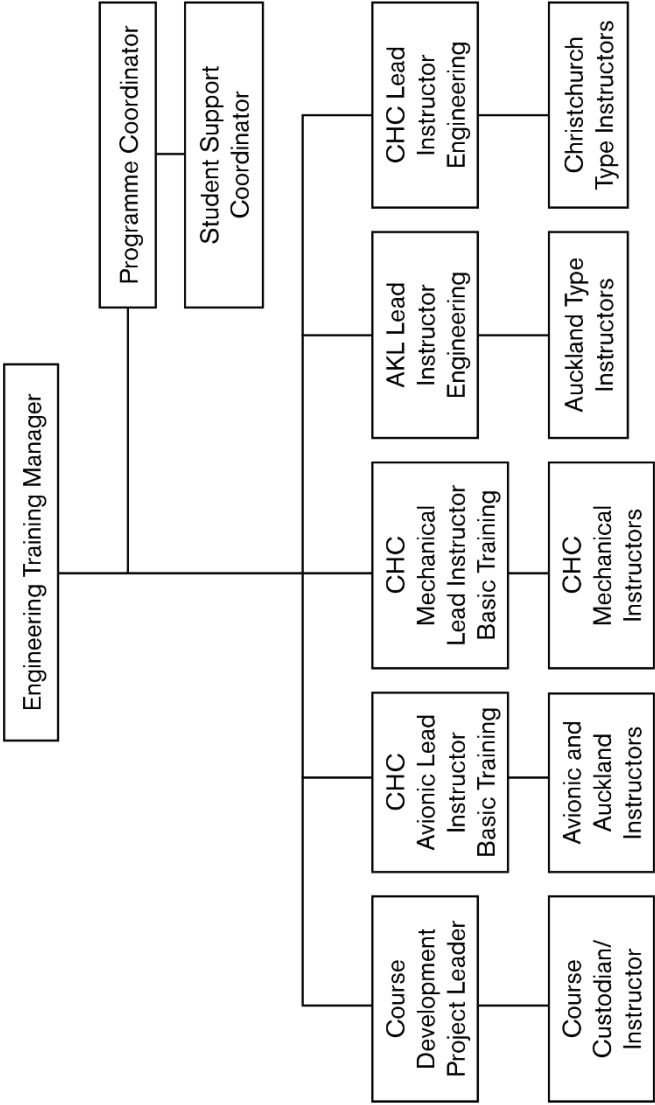 Engineering Training Manager
Programme Coordinator
Student Support
Coordinator
Course
Development
Project Leader
CHC
Avionic Lead
Instructor
Basic Training
CHC
Mechanical
Lead Instructor
Basic Training
AKL Lead
Instructor
Engineering
CHC Lead
Instructor
Engineering
Course
Custodian/
Instructor
Avionic and
Auckland
Instructors
CHC
Mechanical
Instructors
Auckland Type
Instructors
Christchurch
Type Instructors